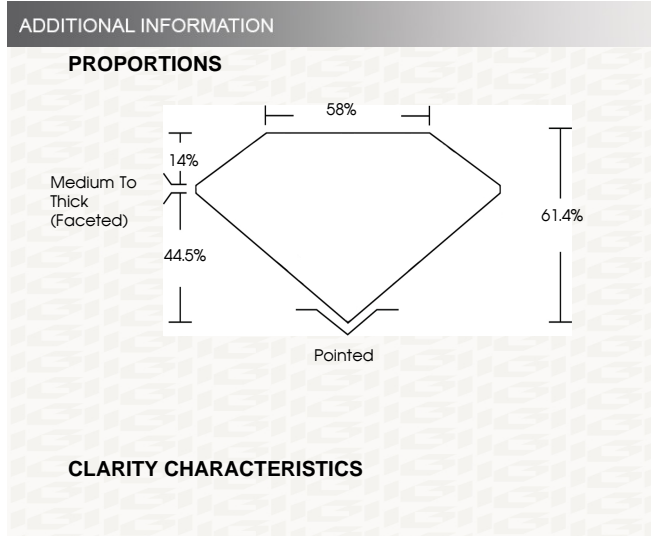 ADDITIONAL INFORMATION
PROPORTIONS
58%
14%
Medium To
Thick
(Faceted)
61.4%
44.5%
Pointed
CLARITY CHARACTERISTICS